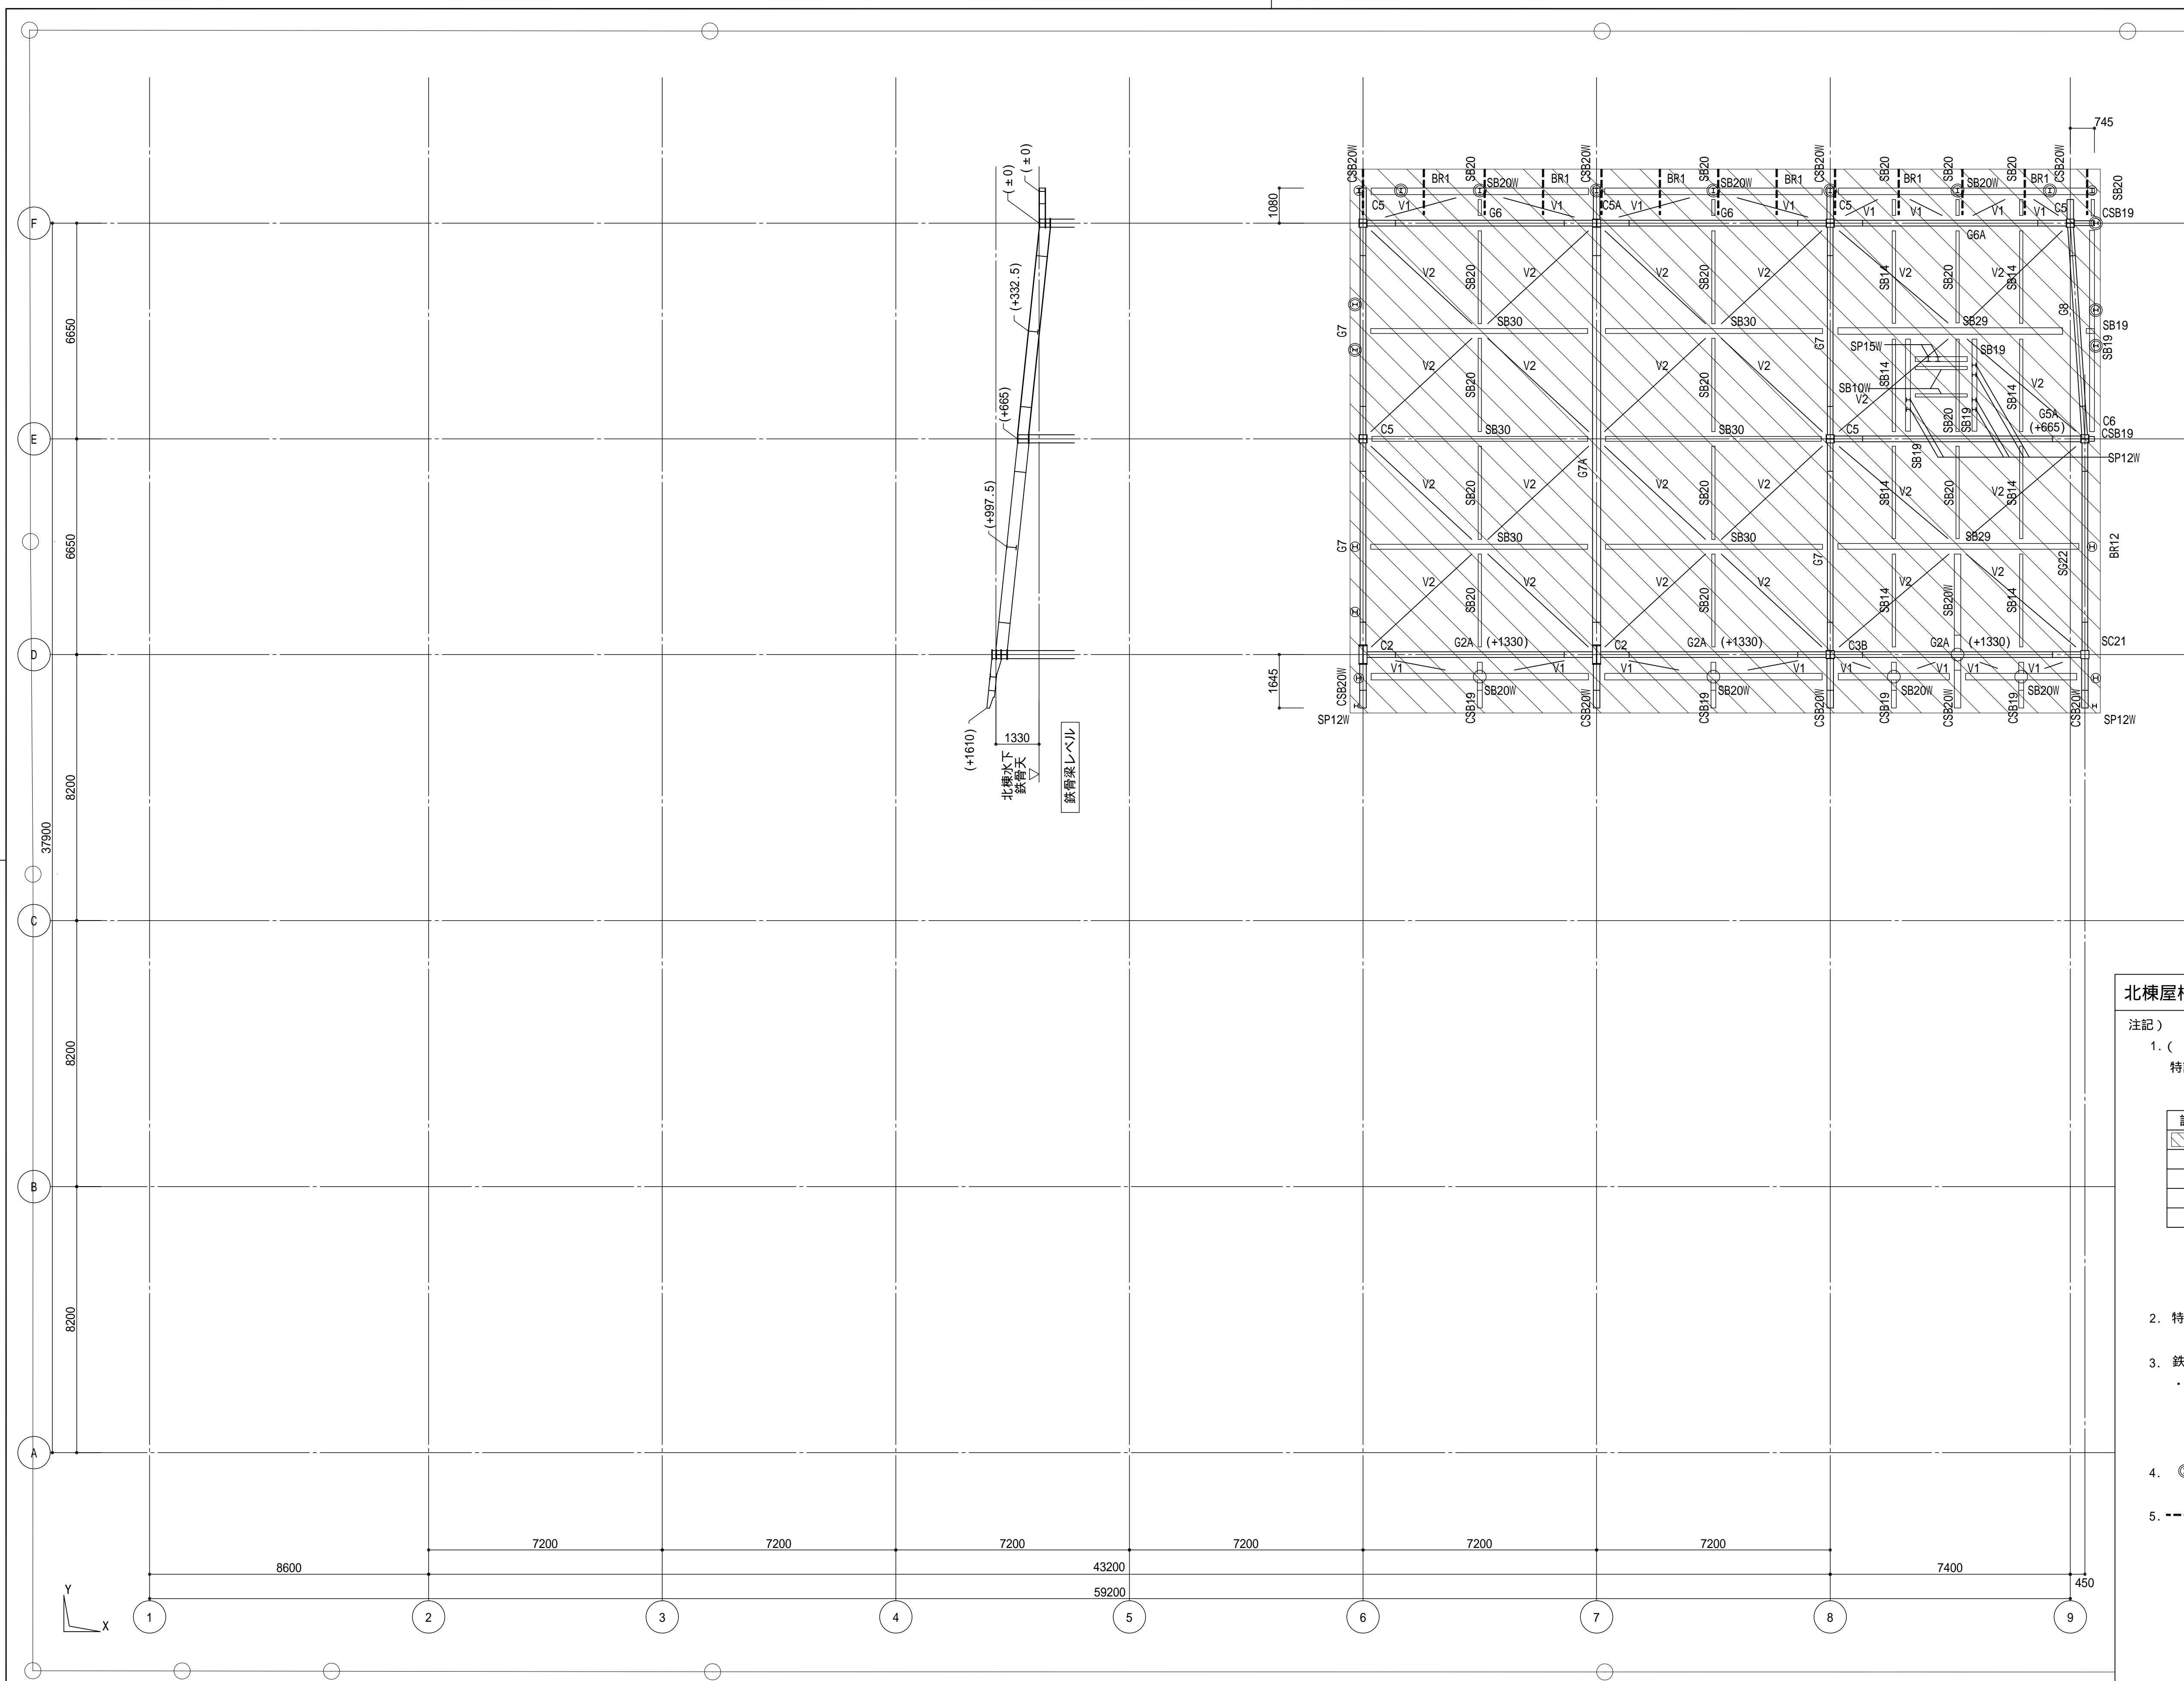 745
CSB20W
SB20
CSB20W
SB20
CSB20W
SB20
SB20
SB20
CSB20W
SB20
BR1
BR1
BR1
BR1
BR1
BR1
SB20W
SB20W
SB20W
(±0)
(±0)
1080
C5
V1
G6
V1
C5A
V1
G6
V1
C5
V1
V1
V1
V1
C5
CSB19
F
G6A
V2
SB20
V2
V2
SB20
V2
SB14
V2
SB20
V2
SB14
G8
(+332.5)
6650
G7
SB30
SB30
G7
SB29
SB19
SB19
SP15W
SB19
V2
SB20
V2
V2
SB20
V2
SB14
V2
SB10W
V2
SB20
SB19
SB14
G5A
(+665)
C6
CSB19
(+665)
E
C5
SB30
SB30
C5
SB19
SP12W
G7A
V2
SB20
V2
V2
SB20
V2
SB14
V2
SB20
V2
SB14
(+997.5)
6650
G7
SB30
SB30
G7
SB29
SG22
BR12
V2
SB20
V2
V2
SB20
V2
SB14
V2
SB20W
V2
SB14
D
C2
G2A
(+1330)
C2
G2A
(+1330)
C3B
G2A
(+1330)
SC21
1645
V1
V1
V1
V1
V1
V1
V1
V1
CSB20W
SB20W
SB20W
SB20W
SB20W
SP12W
CSB19
CSB20W
CSB19
CSB20W
CSB19
CSB20W
CSB19
CSB20W
SP12W
(+1610)
1330
北棟水下
鉄骨天
鉄骨梁レベル
8200
37900
C
8200
B
8200
A
北棟屋
注記)
1.(
特
2. 特
3. 鉄
・
4.
5.
7200
7200
7200
7200
7200
7200
8600
43200
7400
450
59200
Y
X
1
2
3
4
5
6
7
8
9